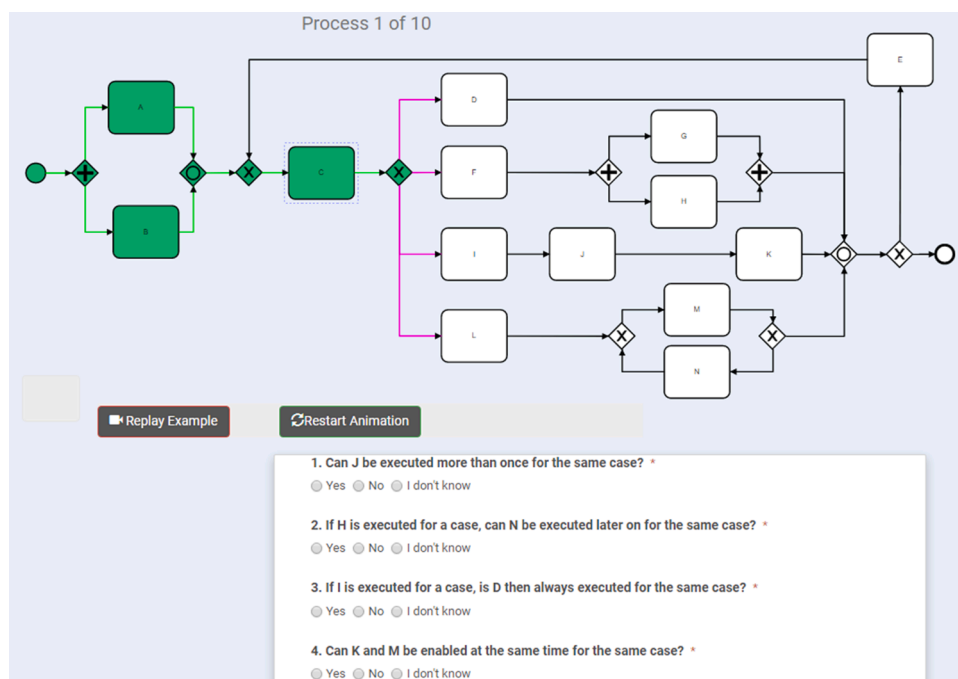 Process 1 of 10
E
A
D
G
C
F
H
B
I
J
K
M
L
N
Replay Example
Restart Animation
1. Can J be executed more than once for the same case? *
Yes No I don't know
2. If H is executed for a case, can N be executed later on for the same case? *
Yes No I don't know
3. If I is executed for a case, is D then always executed for the same case? *
Yes No I don't know
4. Can K and M be enabled at the same time for the same case? *
Yes No I don't know